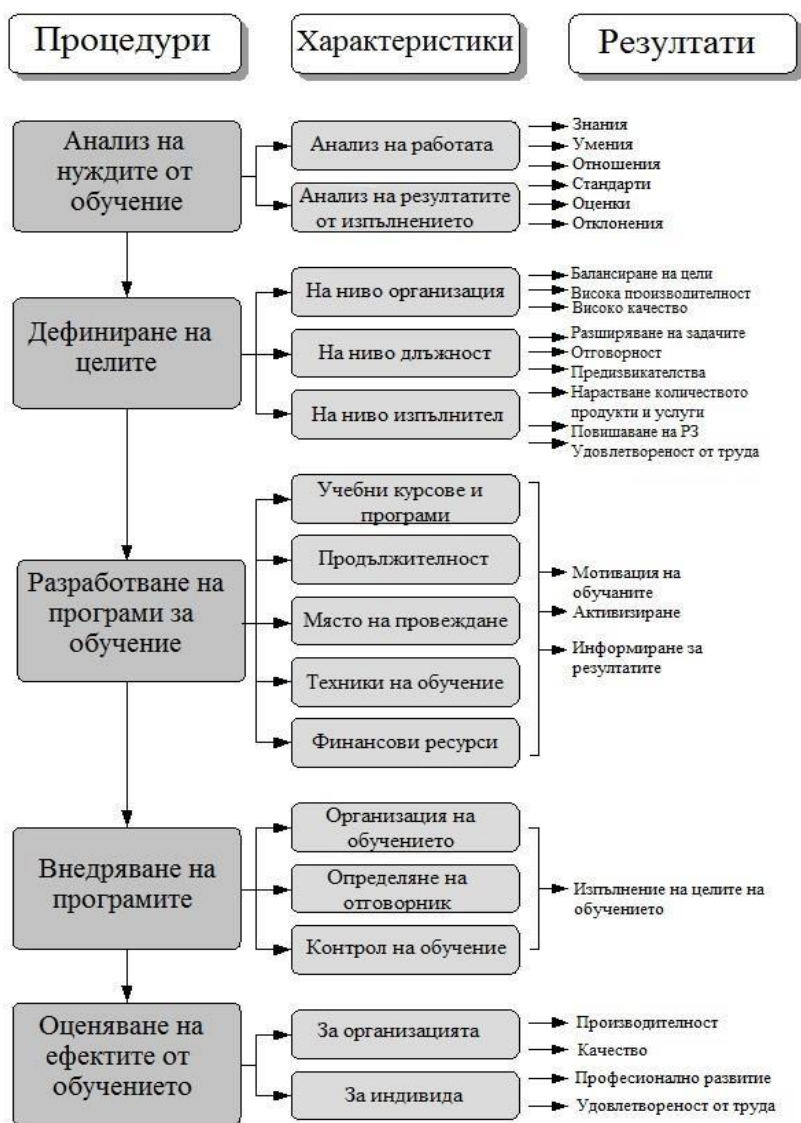 Процедури
Характеристики
Резултати
Анализ на
нуждите от
обучение
Анализ на работата
Анализ на резултатите
от изпълнението
Знания
Умения
Отношения
Стандарти
Оценки
Отклонения
Дефиниране на
целите
На ниво организация
На ниво длъжност
На ниво изпълнител
Балансиране на цели
Висока производителност
Високо качество
Разширяване на задачите
Отговорност
Предизвикателства
Нарастване количеството
продукти и услуги
Повишаване на РЗ
Удовлетвореност от труда
Разработване на
програми за
обучение
Учебни курсове и
програми
Продължителност
Място на провеждане
Техники на обучение
Финансови ресурси
Мотивация на
обучаните
Активизиране
Информиране за
резултатите
Внедряване на
програмите
Организация на
обучението
Определяне на
отговорник
Контрол на обучение
Изпълнение на целите на
обучението
Оценяване на
ефектите от
обучението
За организацията
За индивида
Производителност
Качество
Професионално развитие
Удовлетвореност от труда